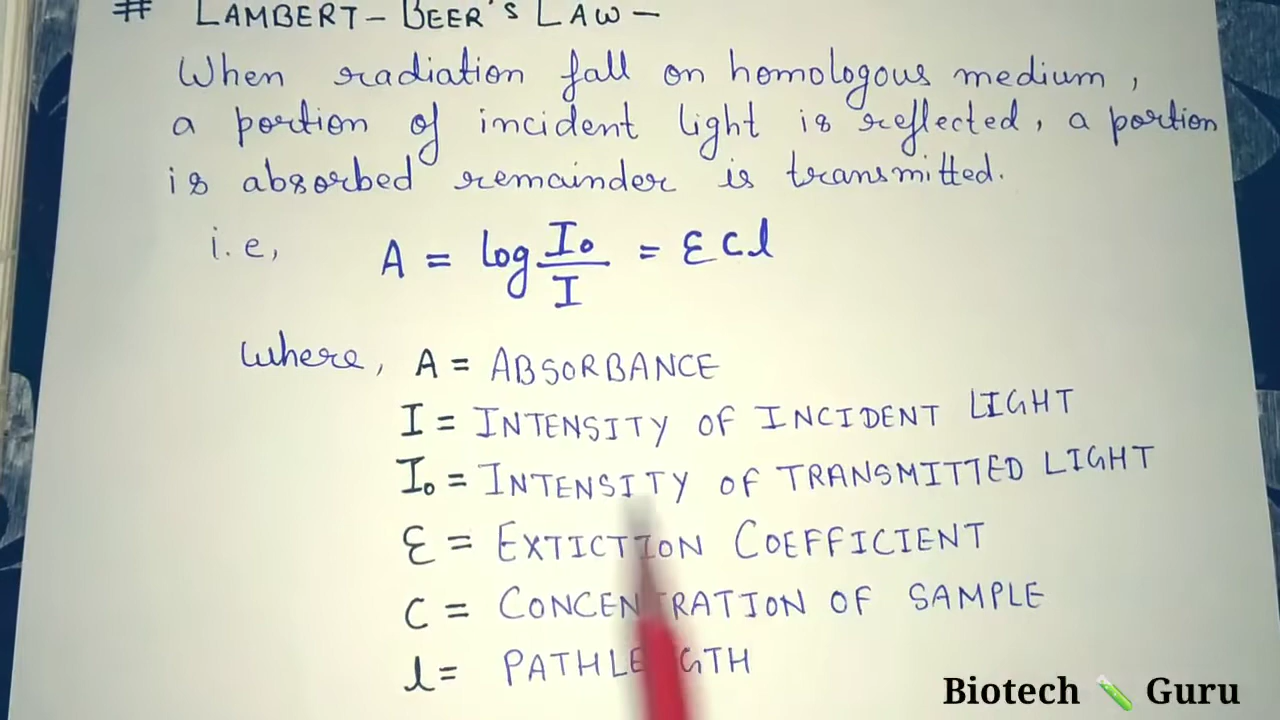 # LAMBERT - BEER'S LAW -
When radiation fall on homologous medium,
a portion of incident light is reflected, a portion
is absorbed remainder is transmitted.
i.e, A = log I₀/I = ε C l
where, A = ABSORBANCE
I = INTENSITY OF INCIDENT LIGHT
I₀ = INTENSITY OF TRANSMITTED LIGHT
ε = EXTICTION COEFFICIENT
C = CONCENTRATION OF SAMPLE
l = PATHLENGTH
Biotech Guru